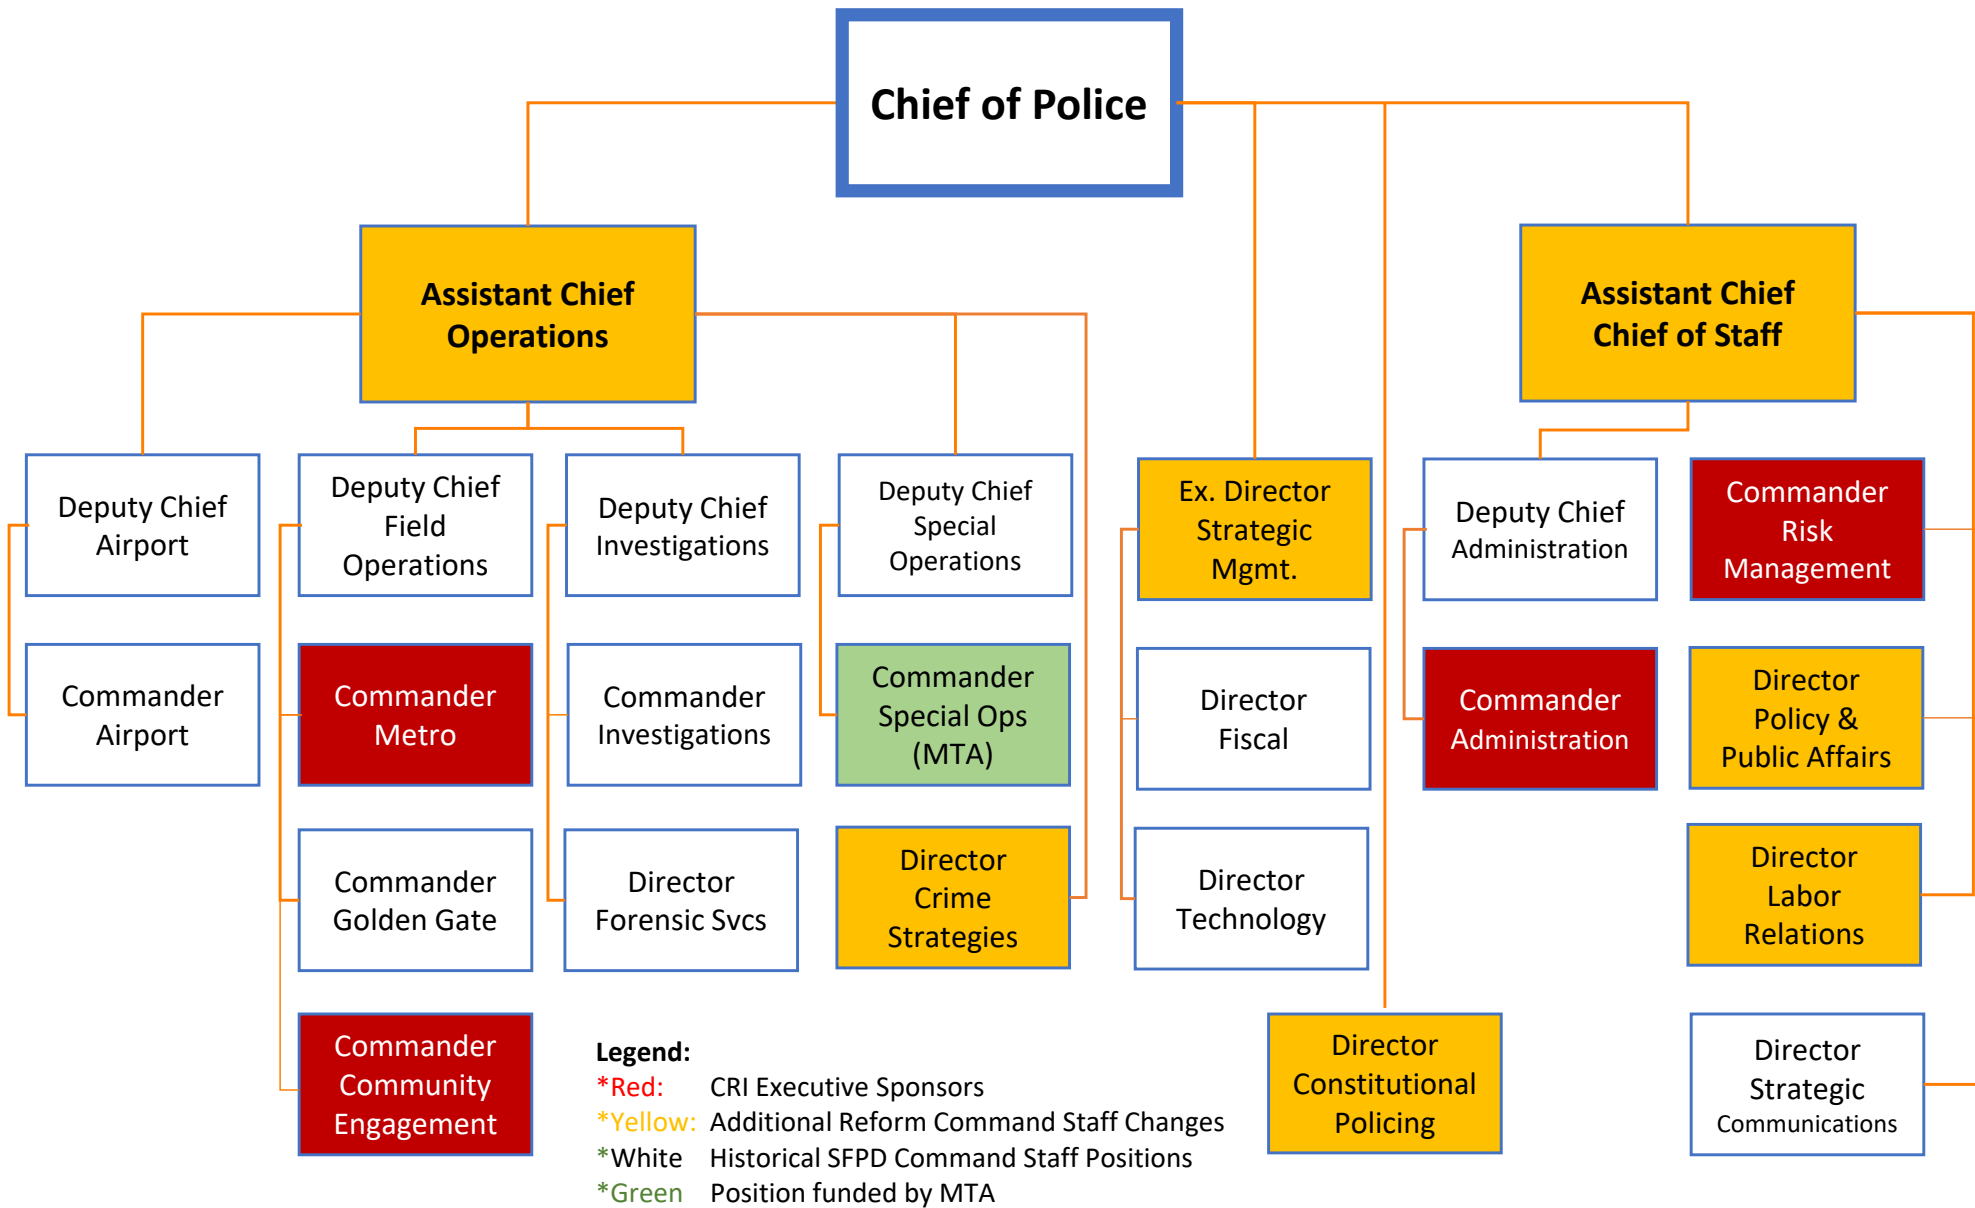 Chief of Police
Assistant Chief
Operations
Assistant Chief
Chief of Staff
Deputy Chief
Airport
Deputy Chief
Field
Operations
Deputy Chief
Investigations
Deputy Chief
Special
Operations
Ex. Director
Strategic
Mgmt.
Deputy Chief
Administration
Commander
Risk
Management
Commander
Airport
Commander
Metro
Commander
Investigations
Commander
Special Ops
(MTA)
Director
Fiscal
Commander
Administration
Director
Policy &
Public Affairs
Commander
Golden Gate
Director
Forensic Svcs
Director
Crime
Strategies
Director
Technology
Director
Labor
Relations
Commander
Community
Engagement
Legend:
*Red: CRI Executive Sponsors
*Yellow: Additional Reform Command Staff Changes
*White Historical SFPD Command Staff Positions
*Green Position funded by MTA
Director
Constitutional
Policing
Director
Strategic
Communications